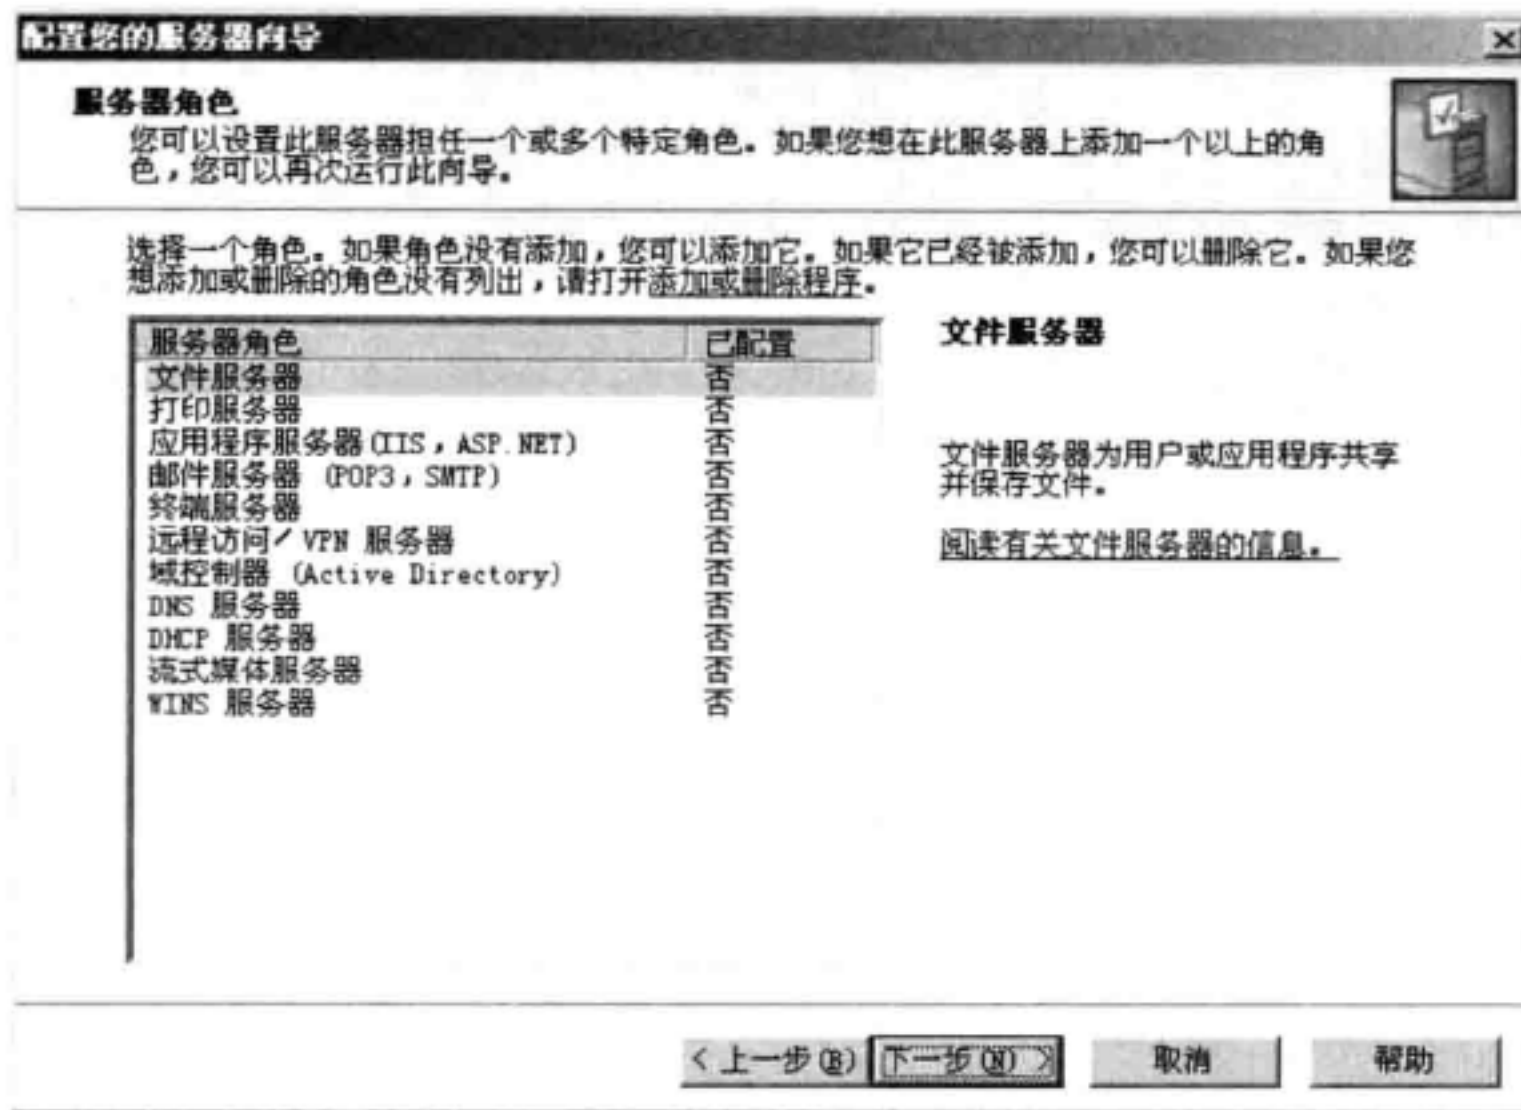 配置您的服务器向导
服务器角色
您可以设置此服务器担任一个或多个特定角色。如果您想在此服务器上添加一个以上的角
色，您可以再次运行此向导。
选择一个角色。如果角色没有添加，您可以添加它。如果它已经被添加，您可以删除它。如果您
想添加或删除的角色没有列出，请打开添加或删除程序。
服务器角色 已配置
文件服务器 否
打印服务器 否
应用程序服务器(IIS，ASP.NET) 否
邮件服务器 (POP3，SMTP) 否
终端服务器 否
远程访问/ VPN 服务器 否
域控制器 (Active Directory) 否
DNS 服务器 否
DHCP 服务器 否
流式媒体服务器 否
WINS 服务器 否
文件服务器
文件服务器为用户或应用程序共享
并保存文件。
阅读有关文件服务器的信息。
< 上一步(B) 下一步(N) > 取消 帮助